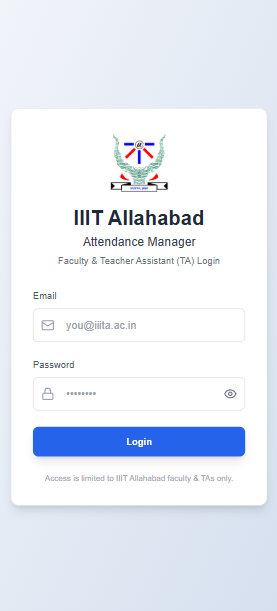 IIIT Allahabad
Attendance Manager
Faculty & Teacher Assistant (TA) Login
Email
you@iiita.ac.in
Password
••••••••
Login
Access is limited to IIIT Allahabad faculty & TAs only.